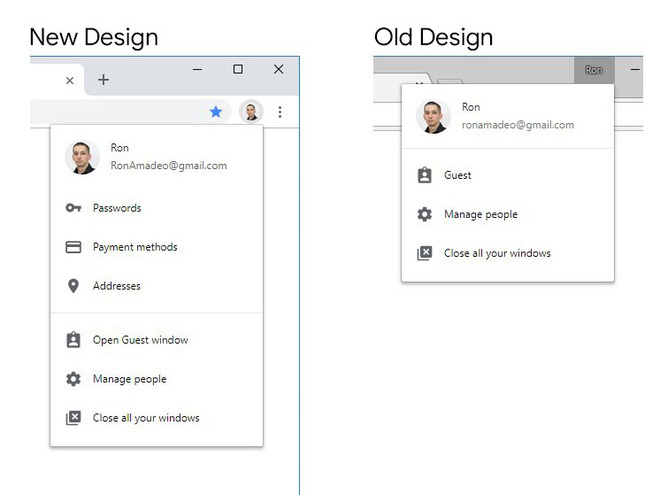 New Design
Old Design
Ron
Ron
RonAmadeo@gmail.com
Passwords
Payment methods
Addresses
Open Guest window
Manage people
Close all your windows
Ron
ronamadeo@gmail.com
Guest
Manage people
Close all your windows